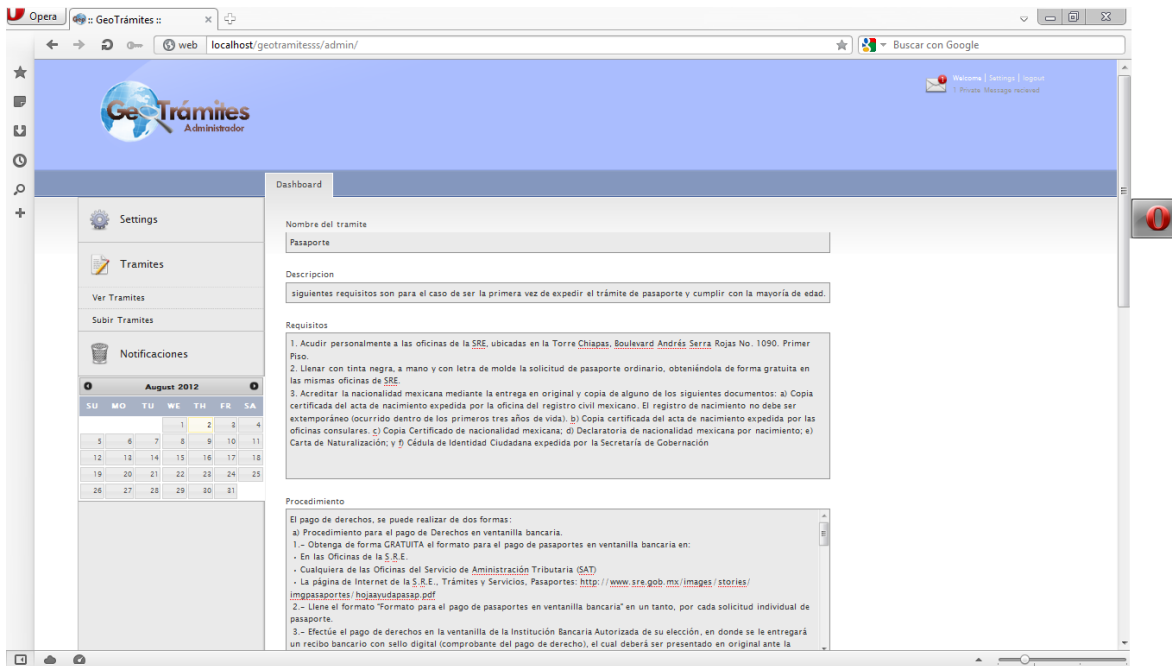 Opera
:: GeoTrámites ::
web localhost/geotramitesss/admin/
Buscar con Google
GeoTrámites
Administrador
Welcome | Settings | logout
1 Private Message recieved
Dashboard
Settings
Tramites
Ver Tramites
Subir Tramites
Notificaciones
August 2012
SU MO TU WE TH FR SA
1 2 3 4
5 6 7 8 9 10 11
12 13 14 15 16 17 18
19 20 21 22 23 24 25
26 27 28 29 30 31
Nombre del tramite
Pasaporte
Descripcion
siguientes requisitos son para el caso de ser la primera vez de expedir el trámite de pasaporte y cumplir con la mayoría de edad.
Requisitos
1. Acudir personalmente a las oficinas de la SRE, ubicadas en la Torre Chiapas, Boulevard Andrés Serra Rojas No. 1090. Primer
Piso.
2. Llenar con tinta negra, a mano y con letra de molde la solicitud de pasaporte ordinario, obteniéndola de forma gratuita en
las mismas oficinas de SRE.
3. Acreditar la nacionalidad mexicana mediante la entrega en original y copia de alguno de los siguientes documentos: a) Copia
certificada del acta de nacimiento expedida por la oficina del registro civil mexicano. El registro de nacimiento no debe ser
extemporáneo (ocurrido dentro de los primeros tres años de vida). b) Copia certificada del acta de nacimiento expedida por las
oficinas consulares. c) Copia Certificado de nacionalidad mexicana; d) Declaratoria de nacionalidad mexicana por nacimiento; e)
Carta de Naturalización; y f) Cédula de Identidad Ciudadana expedida por la Secretaría de Gobernación
Procedimiento
El pago de derechos, se puede realizar de dos formas:
a) Procedimiento para el pago de Derechos en ventanilla bancaria.
1.- Obtenga de forma GRATUITA el formato para el pago de pasaportes en ventanilla bancaria en:
• En las Oficinas de la S.R.E.
• Cualquiera de las Oficinas del Servicio de Aministración Tributaria (SAT)
• La página de Internet de la S.R.E., Trámites y Servicios, Pasaportes: http://www.sre.gob.mx/images/stories/
imgpasaportes/hojaayudapasap.pdf
2.- Llene el formato "Formato para el pago de pasaportes en ventanilla bancaria" en un tanto, por cada solicitud individual de
pasaporte.
3.- Efectúe el pago de derechos en la ventanilla de la Institución Bancaria Autorizada de su elección, en donde se le entregará
un recibo bancario con sello digital (comprobante del pago de derecho), el cual deberá ser presentado en original ante la